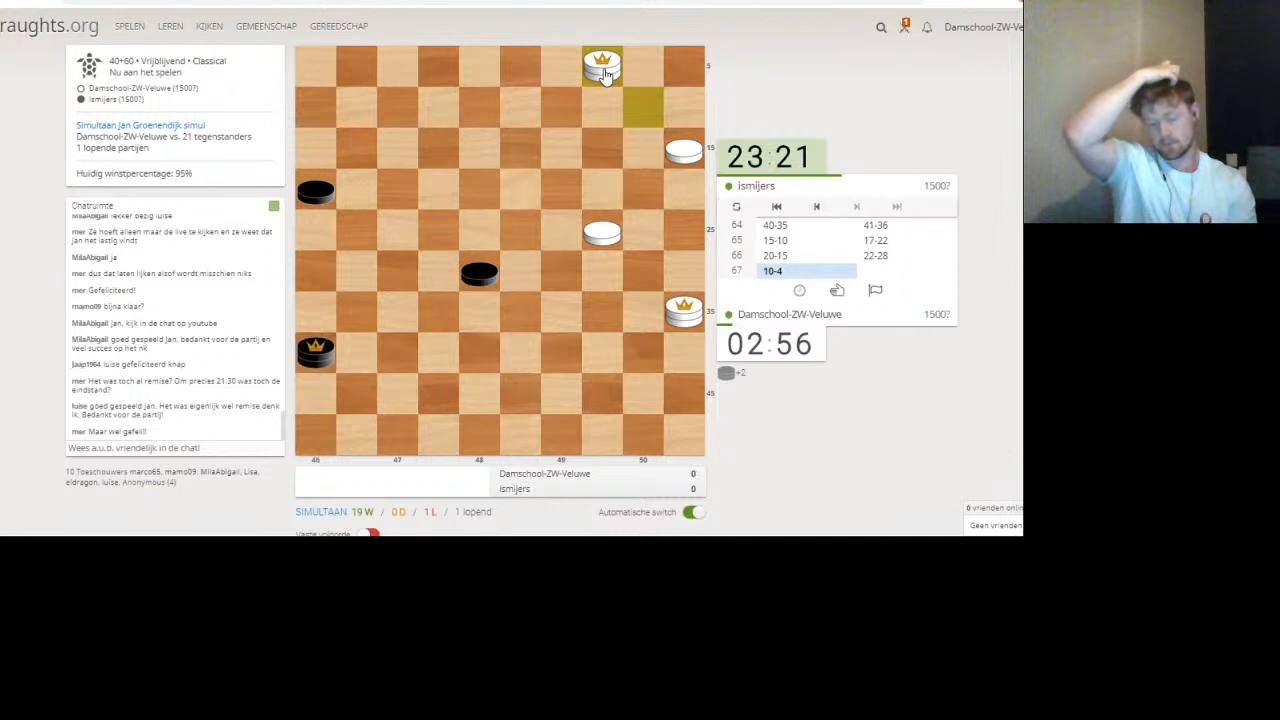 raughts.org SPELEN LEREN KIJKEN GEMEENSCHAP GEREEDSCHAP 1 Damschool-ZW-Ve
40+60 • Vrijblijvend • Classical
Nu aan het spelen
Damschool-ZW-Veluwe (1500?)
ismijers (1500?)
Simultaan Jan Groenendijk simul
Damschool-ZW-Veluwe vs. 21 tegenstanders
1 lopende partijen
Huidig winstpercentage: 95%
Chatruimte
MilaAbigail lekker bezig luise
mer Ze hoeft alleen maar de live te kijken en ze weet dat
jan het lastig vindt
MilaAbigail ja
mer dus dat laten lijken alsof wordt misschien niks
mer Gefeliciteerd!
mamo09 bijna klaar?
MilaAbigail Jan, kijk in de chat op youtube
MilaAbigail goed gespeeld Jan. bedankt voor de partij en
veel succes op het nk
jaap1964 luise gefeliciteerd knap
mer Het was toch al remise? Om precies 21.30 was toch de
eindstand?
luise goed gespeeld jan. Het was eigenlijk wel remise denk
ik. Bedankt voor de partij!
mer Maar wel gefeli!!
Wees a.u.b. vriendelijk in de chat!
10 Toeschouwers marco65, mamo09, MilaAbigail, Lisa,
eldragon, luise, Anonymous (4)
5
15
25
35
45
46 47 48 49 50
Damschool-ZW-Veluwe 0
ismijers 0
SIMULTAAN 19 W / 0 D / 1 L / 1 lopend Automatische switch
Vaste volgorde
23:21
ismijers 1500?
64 40-35 41-36
65 15-10 17-22
66 20-15 22-28
67 10-4
Damschool-ZW-Veluwe 1500?
02:56
+2
0 vrienden onlin
Geen vrienden